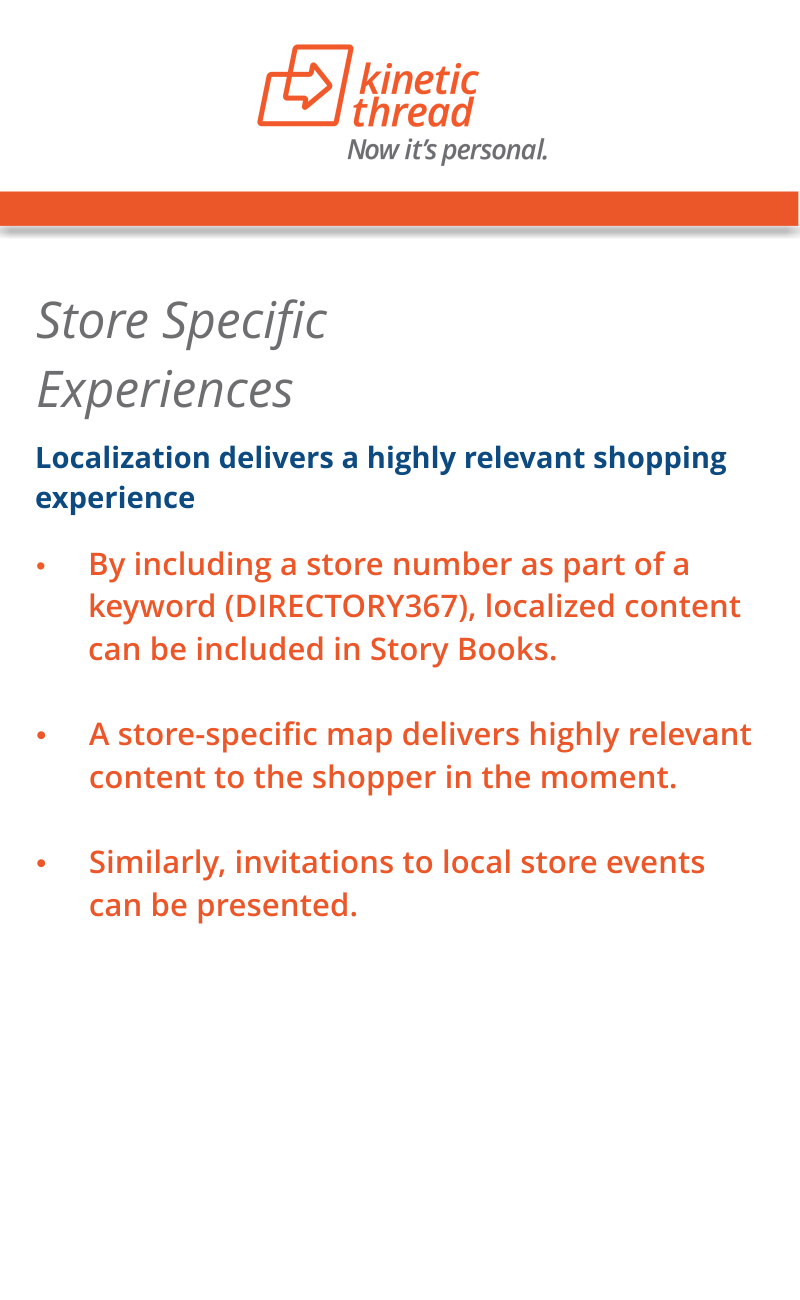 kinetic
thread
Now it's personal.
Store Specific
Experiences
Localization delivers a highly relevant shopping
experience
• By including a store number as part of a
keyword (DIRECTORY367), localized content
can be included in Story Books.
• A store-specific map delivers highly relevant
content to the shopper in the moment.
• Similarly, invitations to local store events
can be presented.